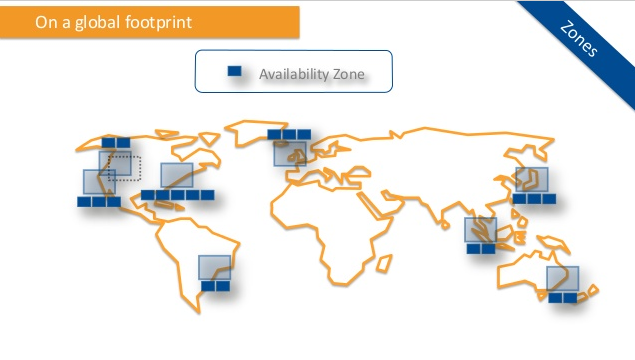 On a global footprint
Zones
Availability Zone